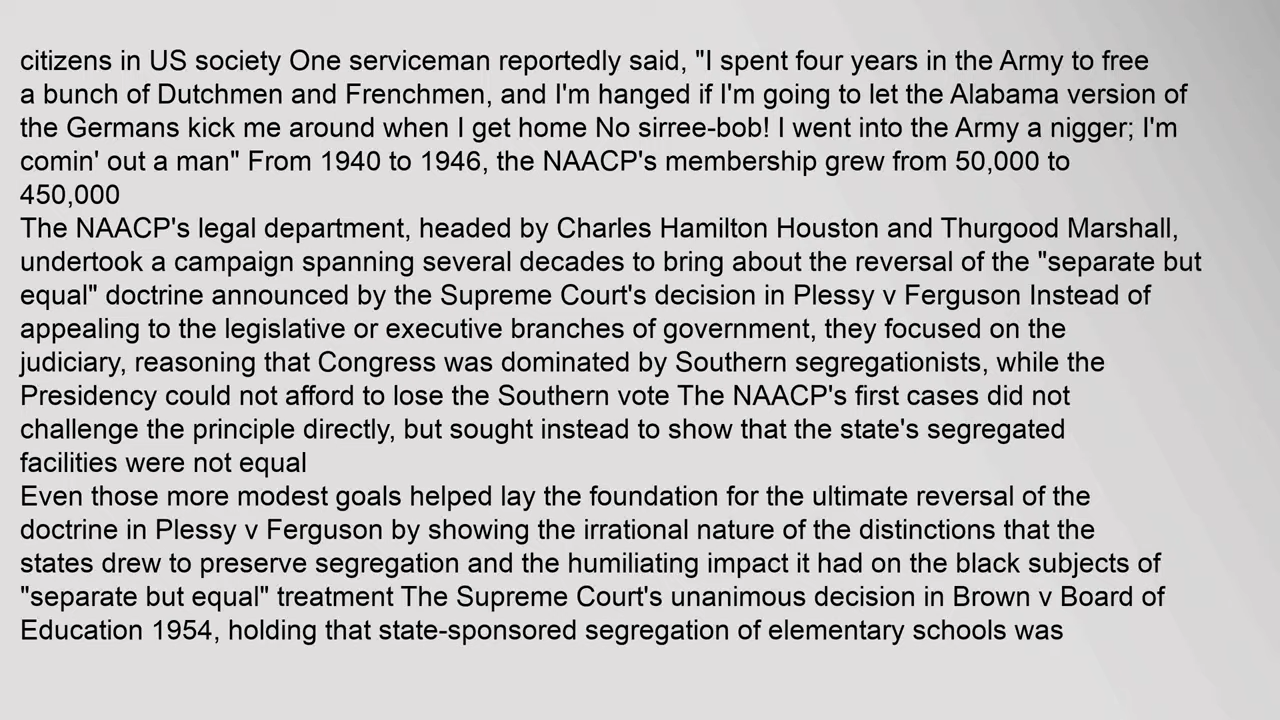 citizens in US society One serviceman reportedly said, "I spent four years in the Army to free
a bunch of Dutchmen and Frenchmen, and I'm hanged if I'm going to let the Alabama version of
the Germans kick me around when I get home No sirree-bob! I went into the Army a nigger; I'm
comin' out a man" From 1940 to 1946, the NAACP's membership grew from 50,000 to
450,000
The NAACP's legal department, headed by Charles Hamilton Houston and Thurgood Marshall,
undertook a campaign spanning several decades to bring about the reversal of the "separate but
equal" doctrine announced by the Supreme Court's decision in Plessy v Ferguson Instead of
appealing to the legislative or executive branches of government, they focused on the
judiciary, reasoning that Congress was dominated by Southern segregationists, while the
Presidency could not afford to lose the Southern vote The NAACP's first cases did not
challenge the principle directly, but sought instead to show that the state's segregated
facilities were not equal
Even those more modest goals helped lay the foundation for the ultimate reversal of the
doctrine in Plessy v Ferguson by showing the irrational nature of the distinctions that the
states drew to preserve segregation and the humiliating impact it had on the black subjects of
"separate but equal" treatment The Supreme Court's unanimous decision in Brown v Board of
Education 1954, holding that state-sponsored segregation of elementary schools was